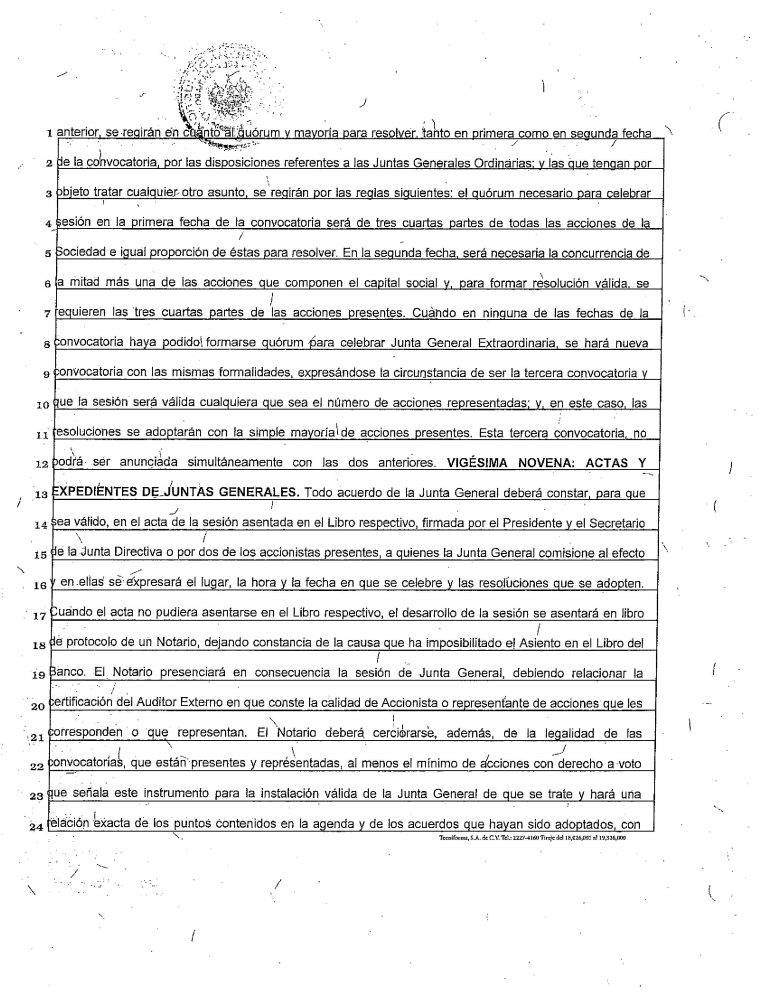 1 anterior, se regirán en cuanto al quórum y mayoría para resolver, tanto en primera como en segunda fecha
2 de la convocatoria, por las disposiciones referentes a las Juntas Generales Ordinarias; y las que tengan por
3 objeto tratar cualquier otro asunto, se regirán por las reglas siguientes: el quórum necesario para celebrar
4 sesión en la primera fecha de la convocatoria será de tres cuartas partes de todas las acciones de la
5 Sociedad e igual proporción de éstas para resolver. En la segunda fecha, será necesaria la concurrencia de
6 la mitad más una de las acciones que componen el capital social y, para formar resolución válida, se
7 requieren las tres cuartas partes de las acciones presentes. Cuando en ninguna de las fechas de la
8 convocatoria haya podido formarse quórum para celebrar Junta General Extraordinaria, se hará nueva
9 convocatoria con las mismas formalidades, expresándose la circunstancia de ser la tercera convocatoria y
10 que la sesión será válida cualquiera que sea el número de acciones representadas; y, en este caso, las
11 resoluciones se adoptarán con la simple mayoría de acciones presentes. Esta tercera convocatoria, no
12 podrá ser anunciada simultáneamente con las dos anteriores. VIGÉSIMA NOVENA: ACTAS Y
13 EXPEDIENTES DE JUNTAS GENERALES. Todo acuerdo de la Junta General deberá constar, para que
14 sea válido, en el acta de la sesión asentada en el Libro respectivo, firmada por el Presidente y el Secretario
15 de la Junta Directiva o por dos de los accionistas presentes, a quienes la Junta General comisione al efecto
16 y en ellas se expresará el lugar, la hora y la fecha en que se celebre y las resoluciones que se adopten.
17 Cuando el acta no pudiera asentarse en el Libro respectivo, el desarrollo de la sesión se asentará en libro
18 de protocolo de un Notario, dejando constancia de la causa que ha imposibilitado el Asiento en el Libro del
19 Banco. El Notario presenciará en consecuencia la sesión de Junta General, debiendo relacionar la
20 certificación del Auditor Externo en que conste la calidad de Accionista o representante de acciones que les
21 corresponden o que representan. El Notario deberá cerciorarse, además, de la legalidad de las
22 convocatorias, que están presentes y representadas, al menos el mínimo de acciones con derecho a voto
23 que señala este instrumento para la instalación válida de la Junta General de que se trate y hará una
24 relación exacta de los puntos contenidos en la agenda y de los acuerdos que hayan sido adoptados, con
S.A. de C.V. Tel.: 2227-4160 Tiraje del al